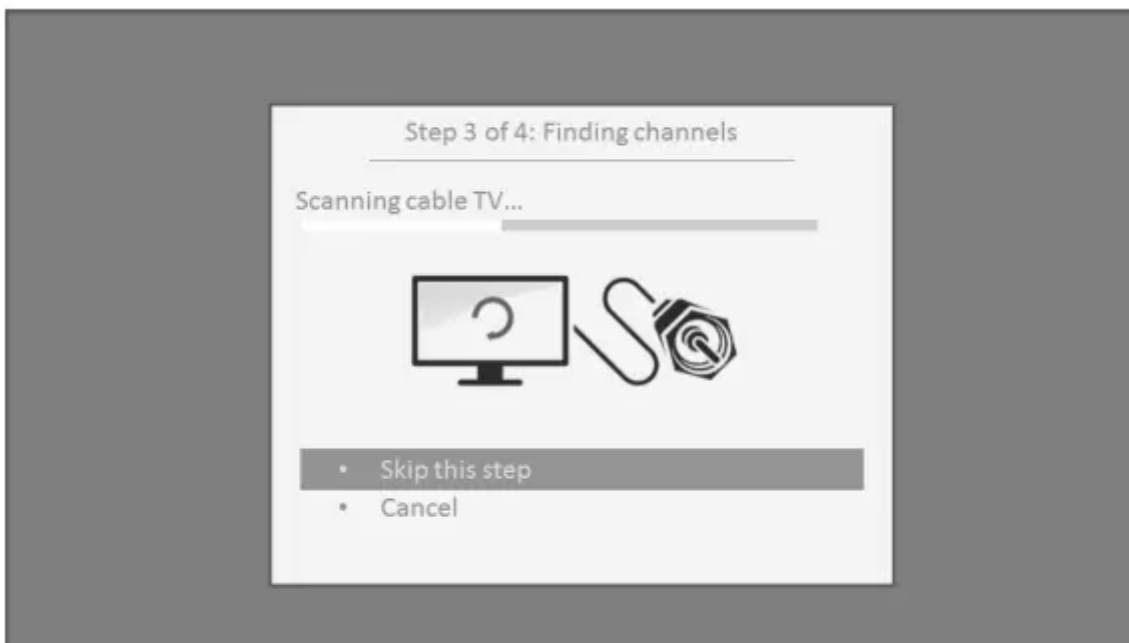 Step 3 of 4: Finding channels
Scanning cable TV...
• Skip this step
• Cancel